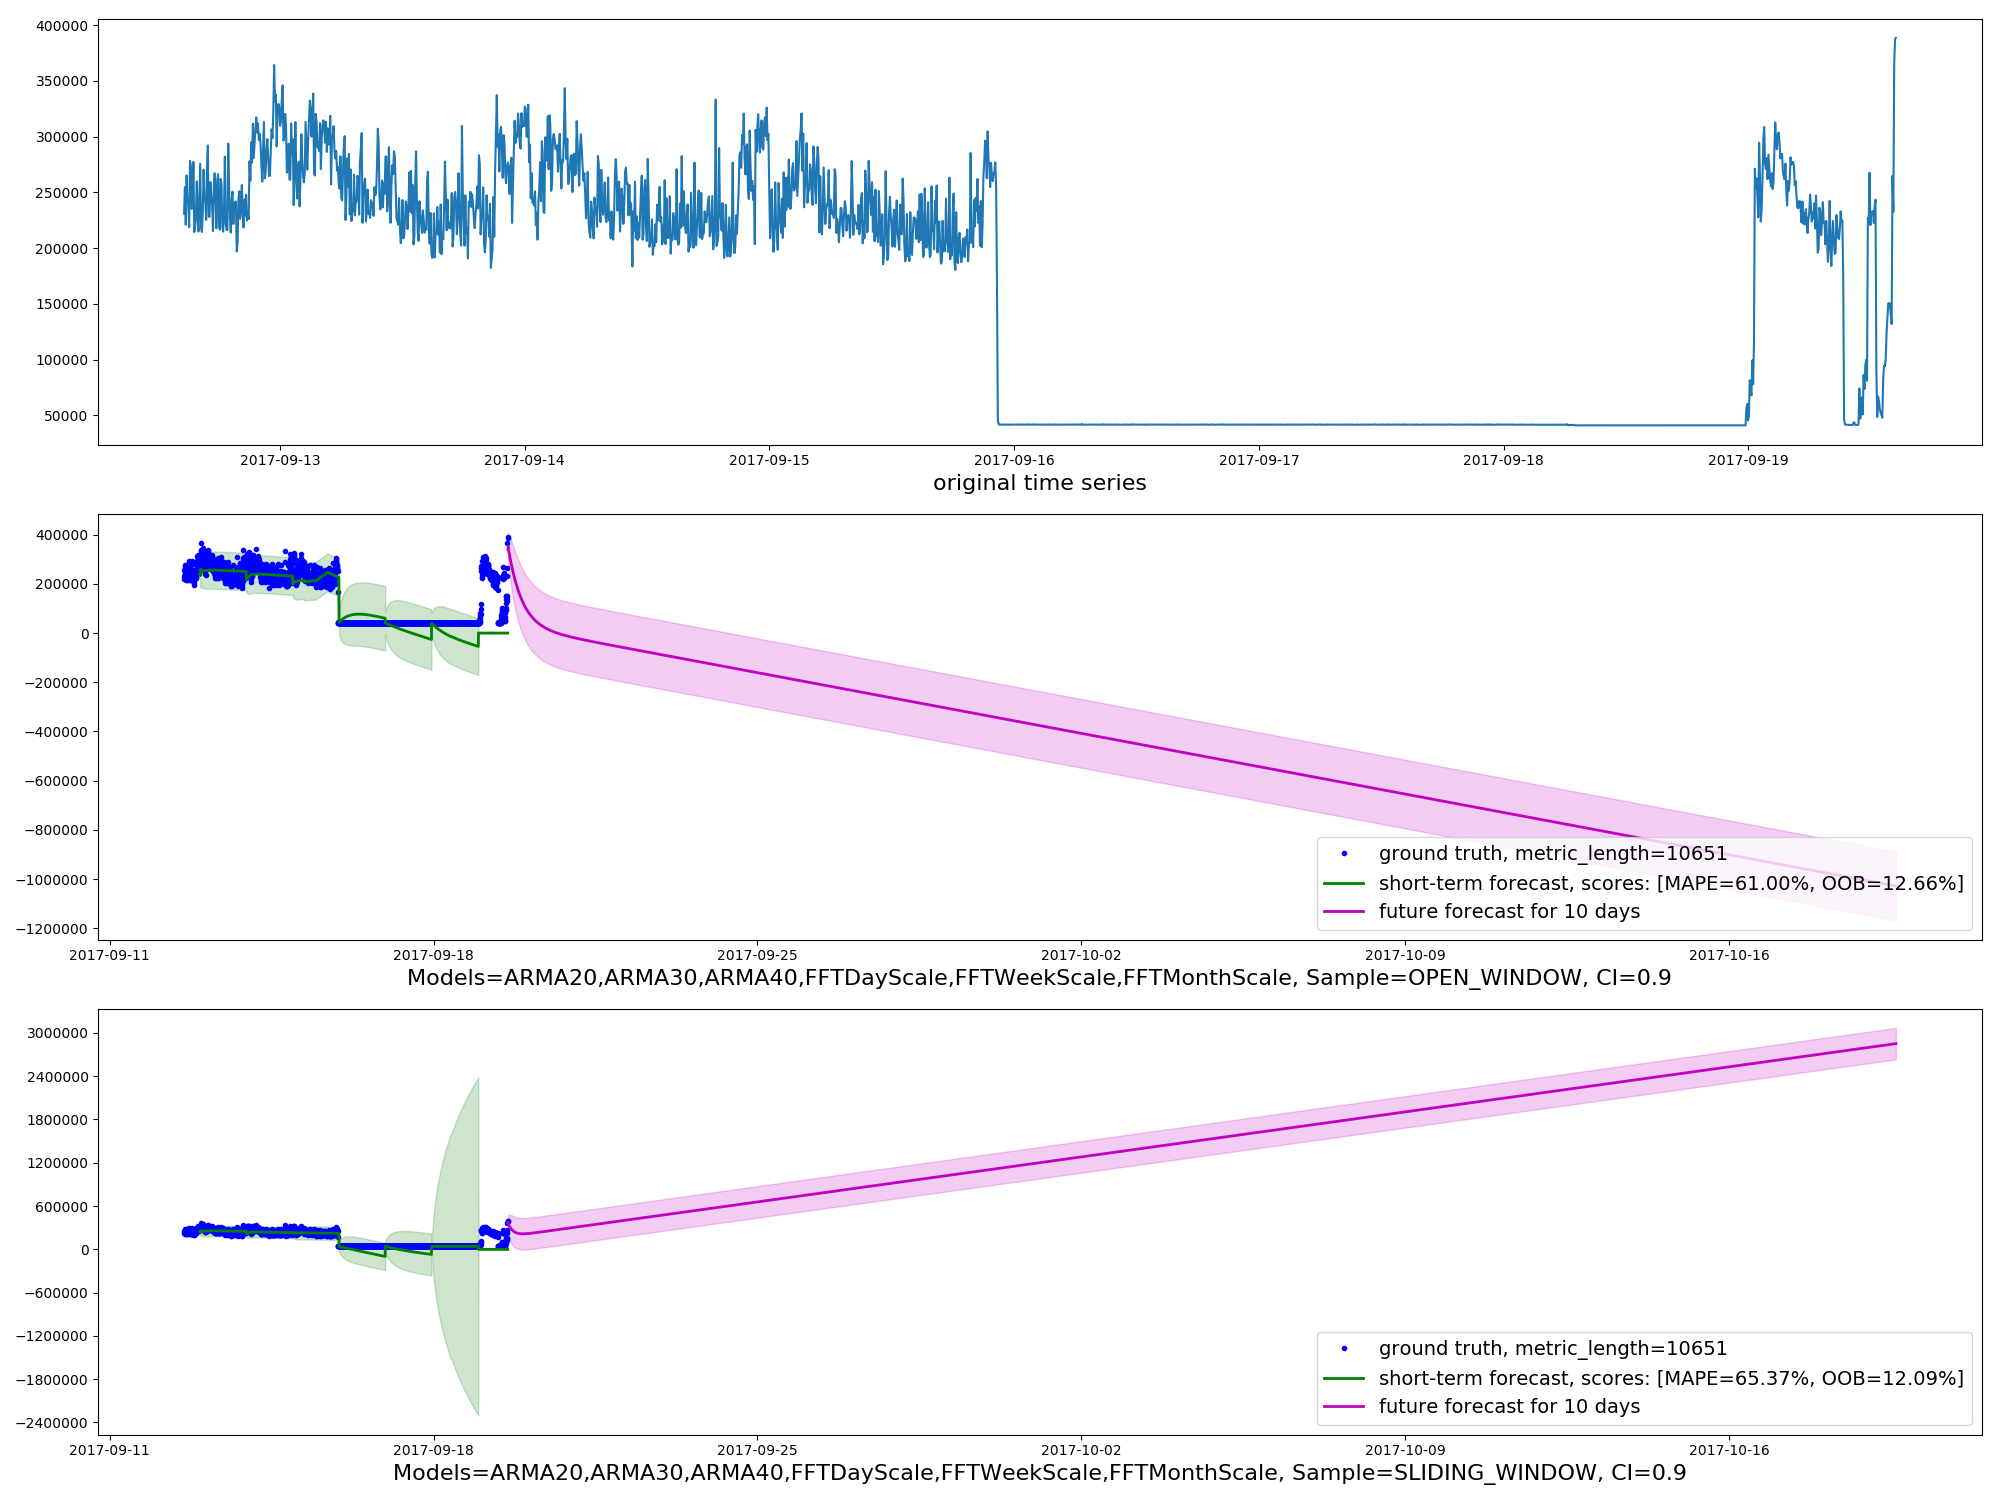 400000
350000
300000
250000
200000
150000
100000
50000
2017-09-13 2017-09-14 2017-09-15 2017-09-16 2017-09-17 2017-09-18 2017-09-19
original time series
400000
200000
0
−200000
−400000
−600000
−800000
−1000000
−1200000
ground truth, metric_length=10651
short-term forecast, scores: [MAPE=61.00%, OOB=12.66%]
future forecast for 10 days
2017-09-11 2017-09-18 2017-09-25 2017-10-02 2017-10-09 2017-10-16
Models=ARMA20,ARMA30,ARMA40,FFTDayScale,FFTWeekScale,FFTMonthScale, Sample=OPEN_WINDOW, CI=0.9
3000000
2400000
1800000
1200000
600000
0
−600000
−1200000
−1800000
−2400000
ground truth, metric_length=10651
short-term forecast, scores: [MAPE=65.37%, OOB=12.09%]
future forecast for 10 days
2017-09-11 2017-09-18 2017-09-25 2017-10-02 2017-10-09 2017-10-16
Models=ARMA20,ARMA30,ARMA40,FFTDayScale,FFTWeekScale,FFTMonthScale, Sample=SLIDING_WINDOW, CI=0.9